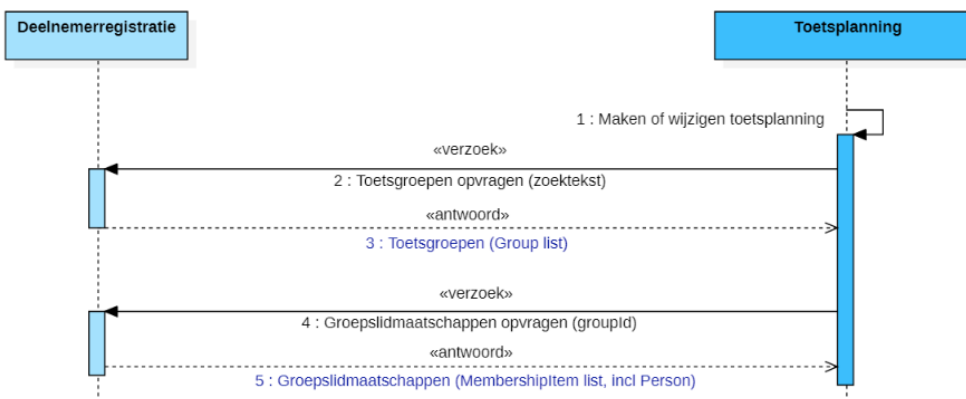 Deelnemerregistratie
Toetsplanning
1 : Maken of wijzigen toetsplanning
«verzoek»
2 : Toetsgroepen opvragen (zoektekst)
«antwoord»
3 : Toetsgroepen (Group list)
«verzoek»
4 : Groepslidmaatschappen opvragen (groupId)
«antwoord»
5 : Groepslidmaatschappen (MembershipItem list, incl Person)